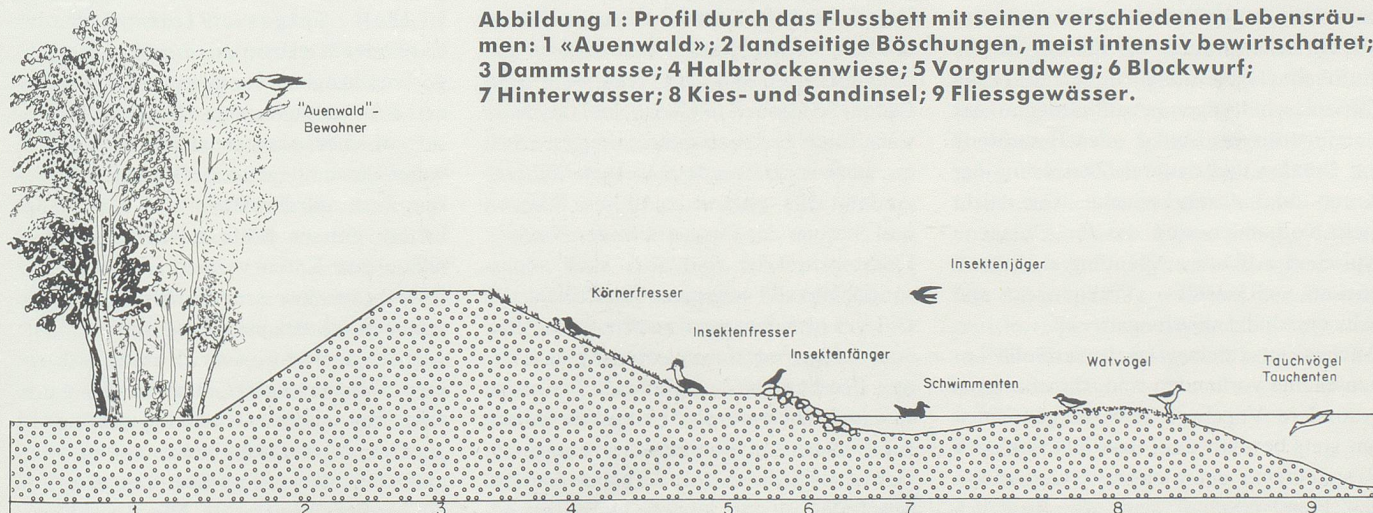 Abbildung 1: Profil durch das Flussbett mit seinen verschiedenen Lebensräu-
men: 1 «Auenwald»; 2 landseitige Böschungen, meist intensiv bewirtschaftet;
3 Dammstrasse; 4 Halbtrockenwiese; 5 Vorgrundweg; 6 Blockwurf;
7 Hinterwasser; 8 Kies- und Sandinsel; 9 Fliessgewässer.
"Auenwald"-
Bewohner
Insektenjäger
Körnerfresser
Insektenfresser
Insektenfänger
Schwimmenten
Watvögel
Tauchvögel
Tauchenten
1 2 3 4 5 6 7 8 9